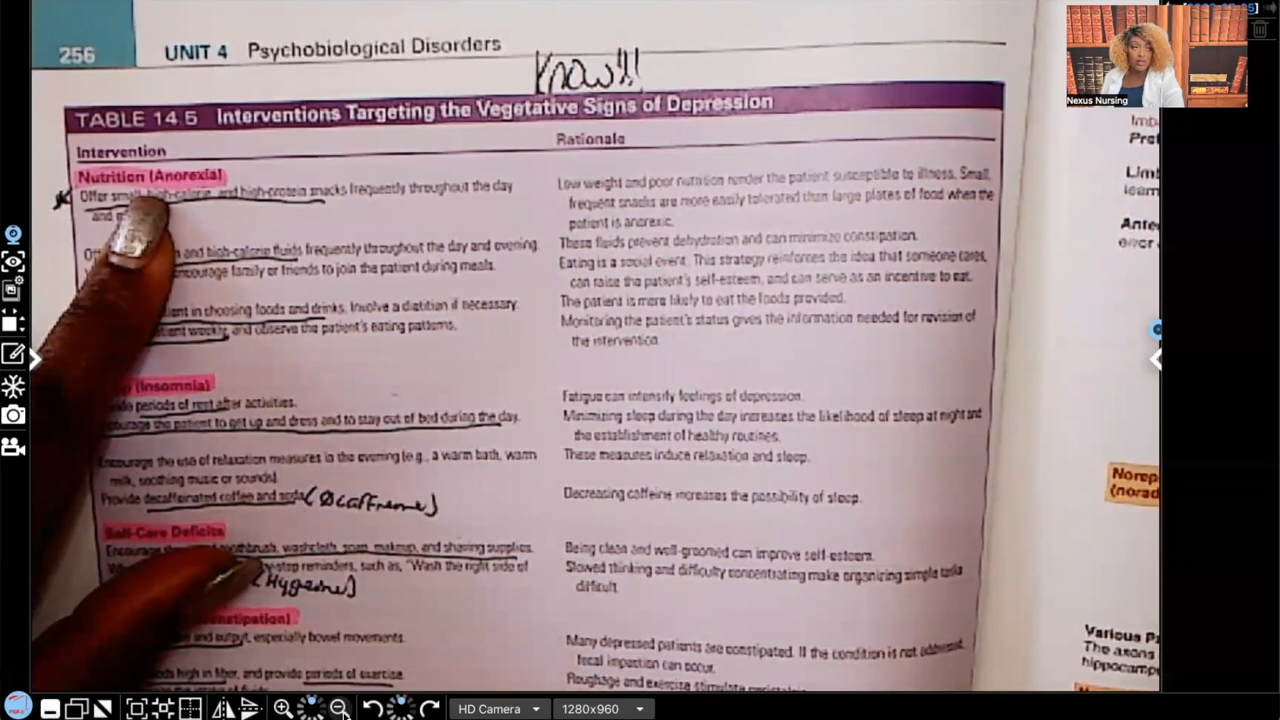 256
UNIT 4 Psychobiological Disorders
Know!!!
TABLE 14.5 Interventions Targeting the Vegetative Signs of Depression
Intervention
Rationale
Nutrition (Anorexia)
Offer small, high-calorie, and high-protein snacks frequently throughout the day
and
Low weight and poor nutrition render the patient susceptible to illness. Small,
frequent snacks are more easily tolerated than large plates of food when the
patient is anorexic.
and high-calorie fluids frequently throughout the day and evening.
These fluids prevent dehydration and can minimize constipation.
encourage family or friends to join the patient during meals.
Eating is a social event. This strategy reinforces the idea that someone cares,
can raise the patient's self-esteem, and can serve as an incentive to eat.
in choosing foods and drinks. Involve a dietitian if necessary.
The patient is more likely to eat the foods provided.
weekly, and observe the patient's eating patterns.
Monitoring the patient's status gives the information needed for revision of
the intervention.
(Insomnia)
periods of rest after activities.
Fatigue can intensify feelings of depression.
the patient to get up and dress and to stay out of bed during the day.
Minimizing sleep during the day increases the likelihood of sleep at night and
the establishment of healthy routines.
Encourage the use of relaxation measures in the evening (e.g., a warm bath, warm
milk, soothing music or sounds).
These measures induce relaxation and sleep.
Provide decaffeinated coffee and soda
Decreasing caffeine increases the possibility of sleep.
Self-Care Deficits
Encourage toothbrush, washcloth, soap, makeup, and shaving supplies.
Being clean and well-groomed can improve self-esteem.
reminders, such as, "Wash the right side of
(Hygiene)
Slowed thinking and difficulty concentrating make organizing simple tasks
difficult.
and output, especially bowel movements.
Many depressed patients are constipated. If the condition is not addressed,
fecal impaction can occur.
high in fiber, and provide periods of exercise.
Roughage and exercise stimulate
Various
The axons
Nexus Nursing
HD Camera
1280x960